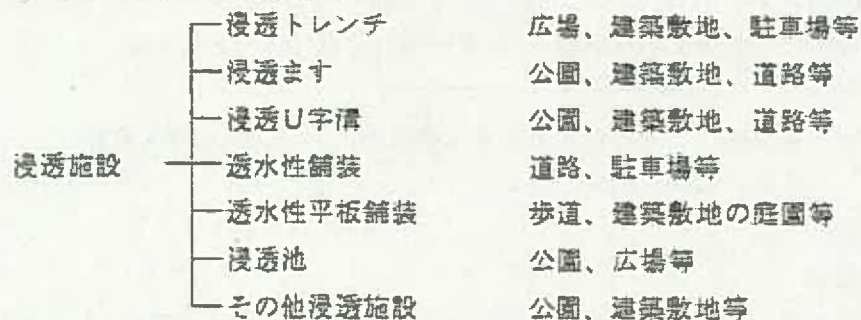 浸透トレンチ 広場、建築敷地、駐車場等
浸透ます 公園、建築敷地、道路等
浸透U字溝 公園、建築敷地、道路等
浸透施設 透水性舗装 道路、駐車場等
透水性平板舗装 歩道、建築敷地の庭園等
浸透池 公園、広場等
その他浸透施設 公園、建築敷地等